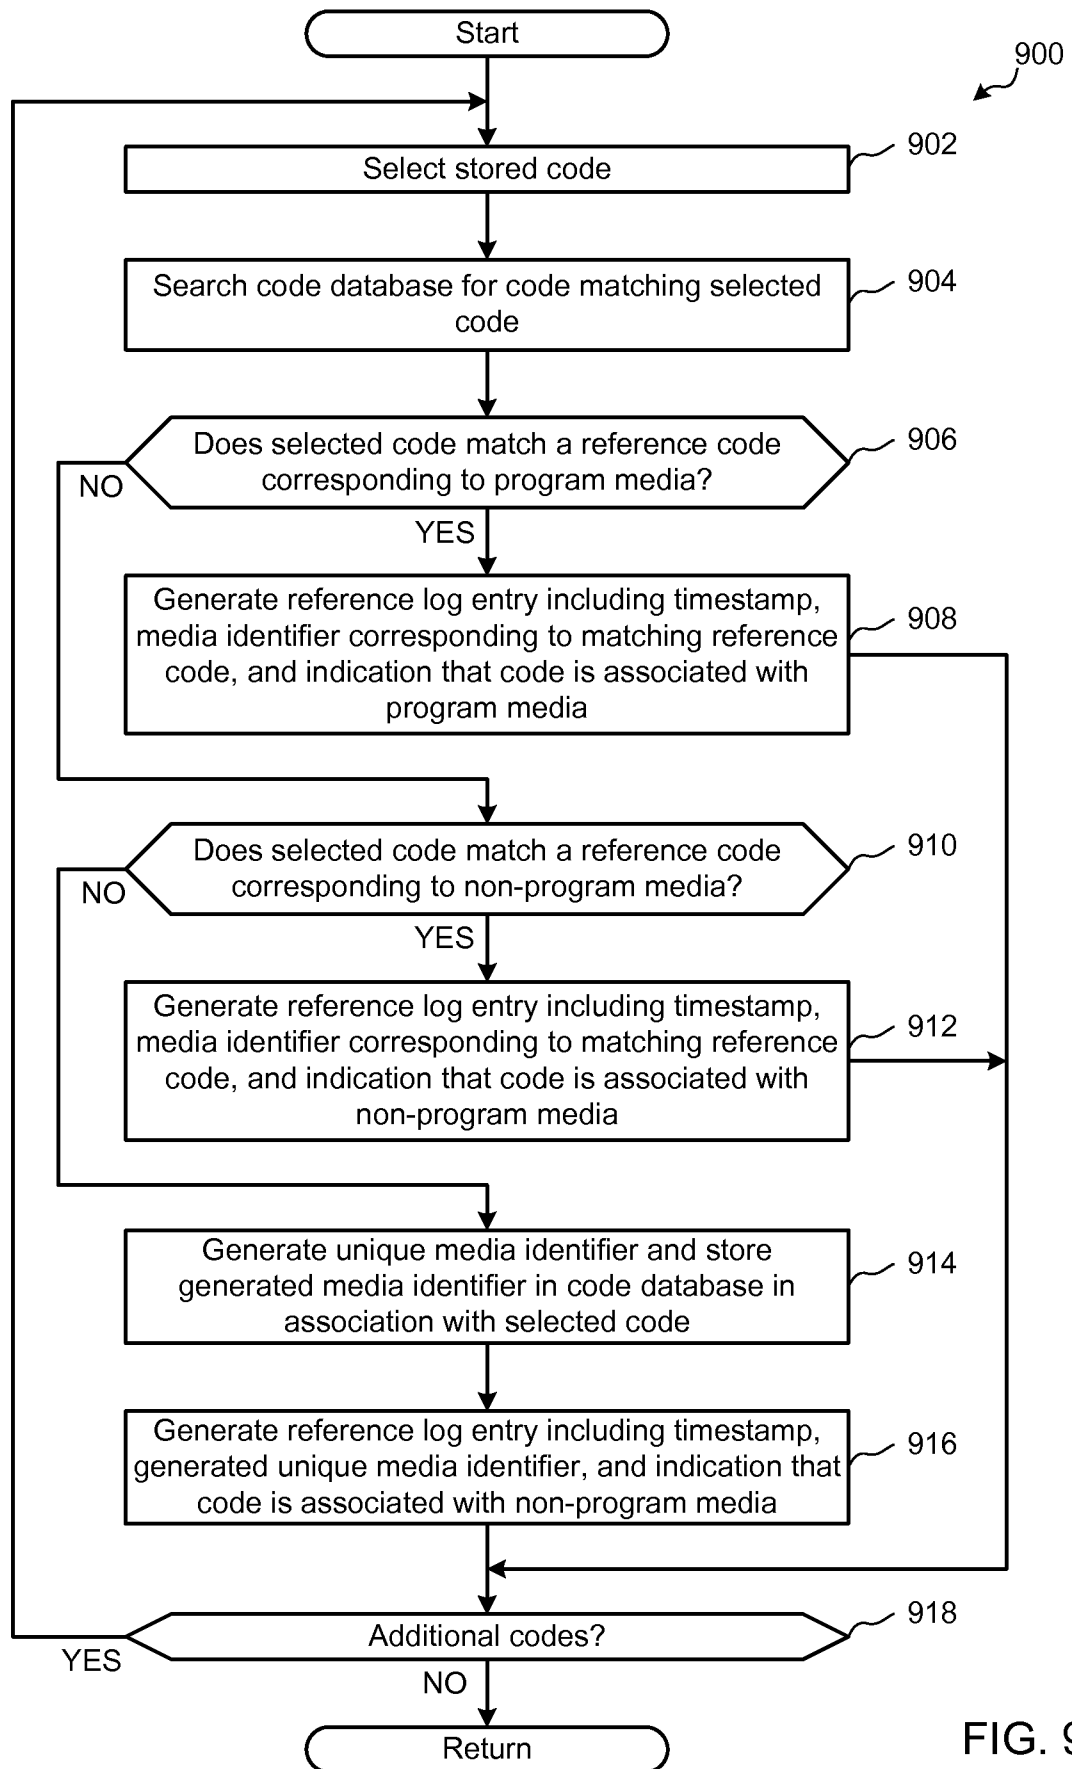 Start
900
Select stored code
902
Search code database for code matching selected
code
904
Does selected code match a reference code
corresponding to program media?
906
NO
YES
Generate reference log entry including timestamp,
media identifier corresponding to matching reference
code, and indication that code is associated with
program media
908
Does selected code match a reference code
corresponding to non-program media?
910
NO
YES
Generate reference log entry including timestamp,
media identifier corresponding to matching reference
code, and indication that code is associated with
non-program media
912
Generate unique media identifier and store
generated media identifier in code database in
association with selected code
914
Generate reference log entry including timestamp,
generated unique media identifier, and indication that
code is associated with non-program media
916
Additional codes?
918
YES
NO
Return
FIG. 9